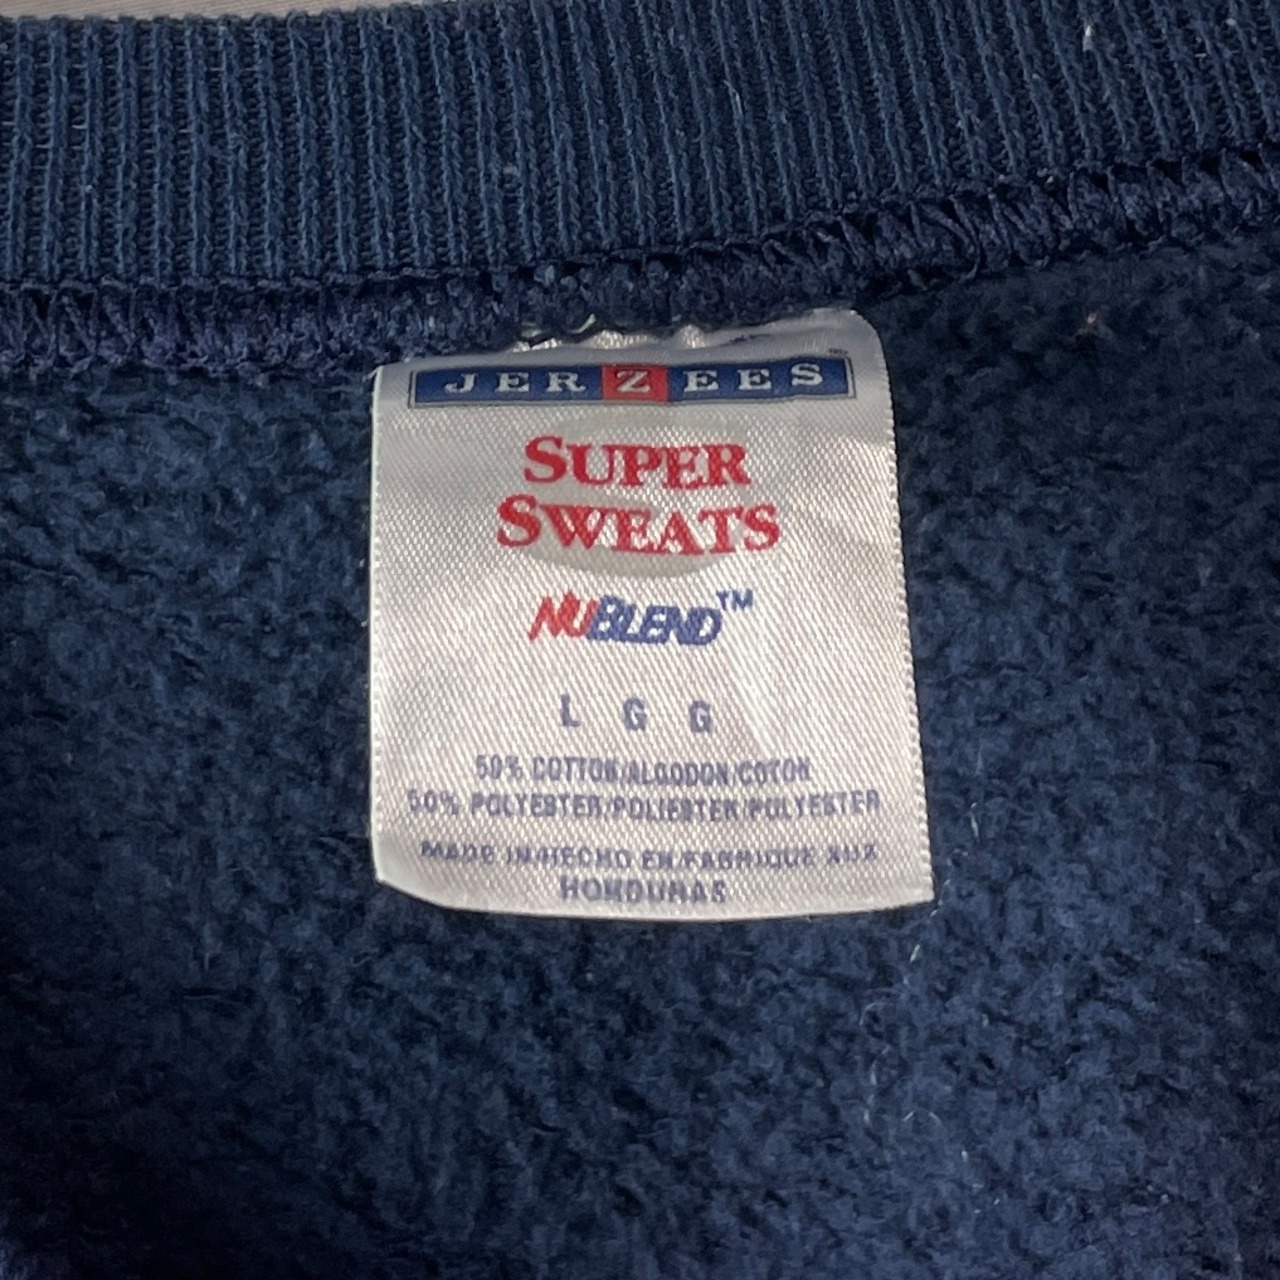 JERZEES
SUPER
SWEATS
NUBLEND™
L G G
50% COTTON/ALGODON/COTON
50% POLYESTER/POLIESTER/POLYESTER
MADE IN/HECHO EN/FABRIQUE AUX
HONDURAS